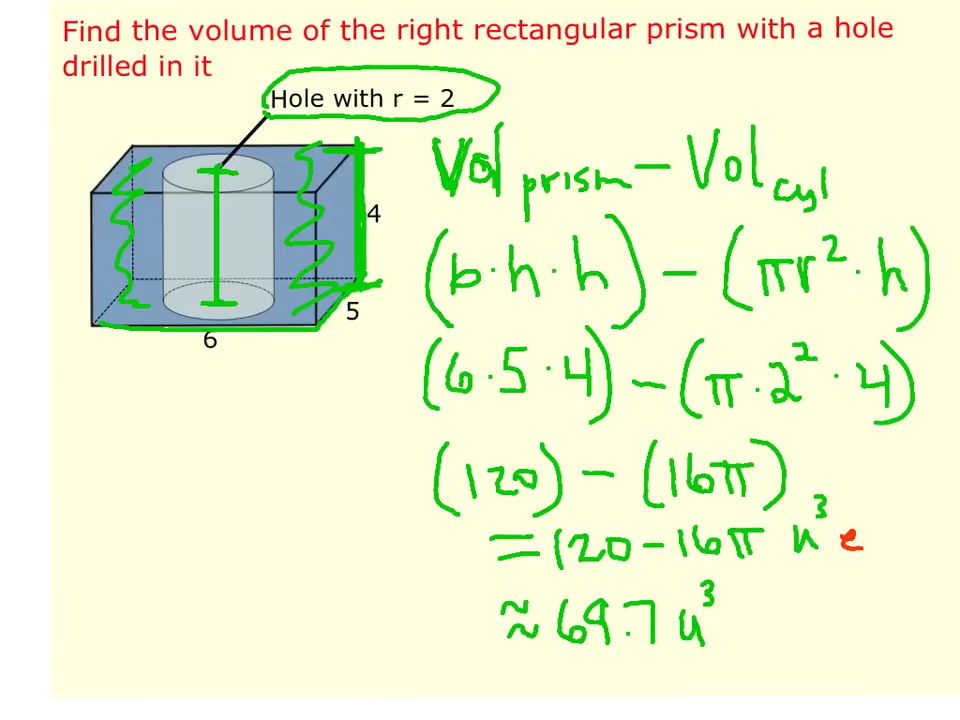 Find the volume of the right rectangular prism with a hole
drilled in it
Hole with r = 2
4
5
6
Vol prism - Vol cyl
(b · h · h) - (πr² · h)
(6 · 5 · 4) - (π · 2² · 4)
(120) - (16π)
= 120 - 16π u³ e
≈ 69.7 u³